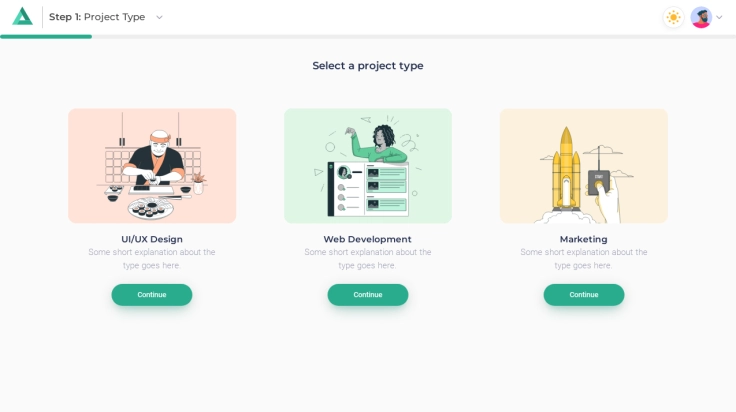 Step 1: Project Type
Select a project type
UI/UX Design
Some short explanation about the
type goes here.
Continue
Web Development
Some short explanation about the
type goes here.
Continue
Marketing
Some short explanation about the
type goes here.
Continue